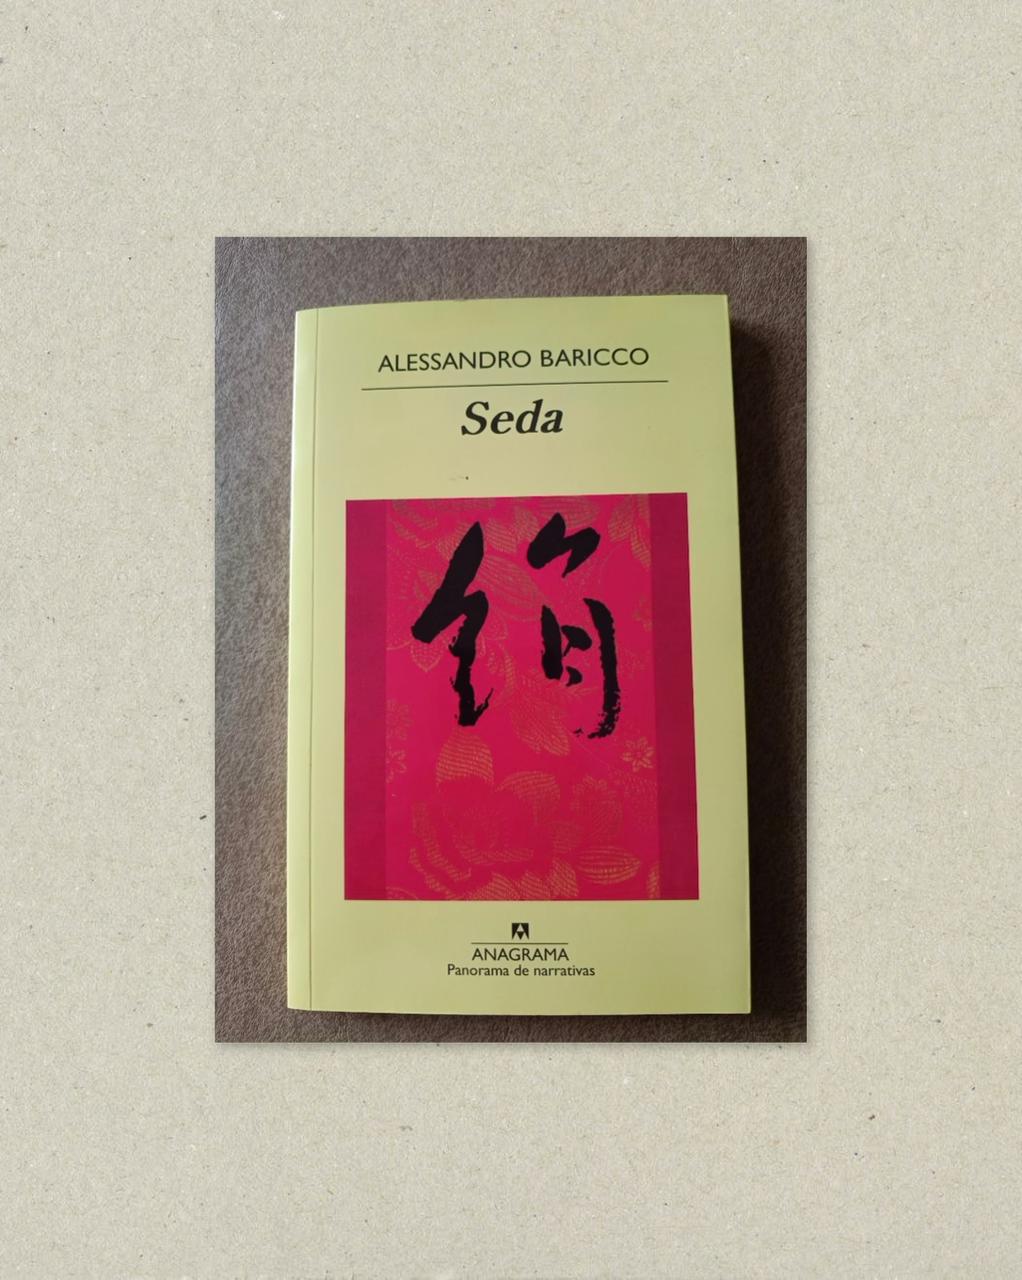 ALESSANDRO BARICCO
Seda
絹
ANAGRAMA
Panorama de narrativas